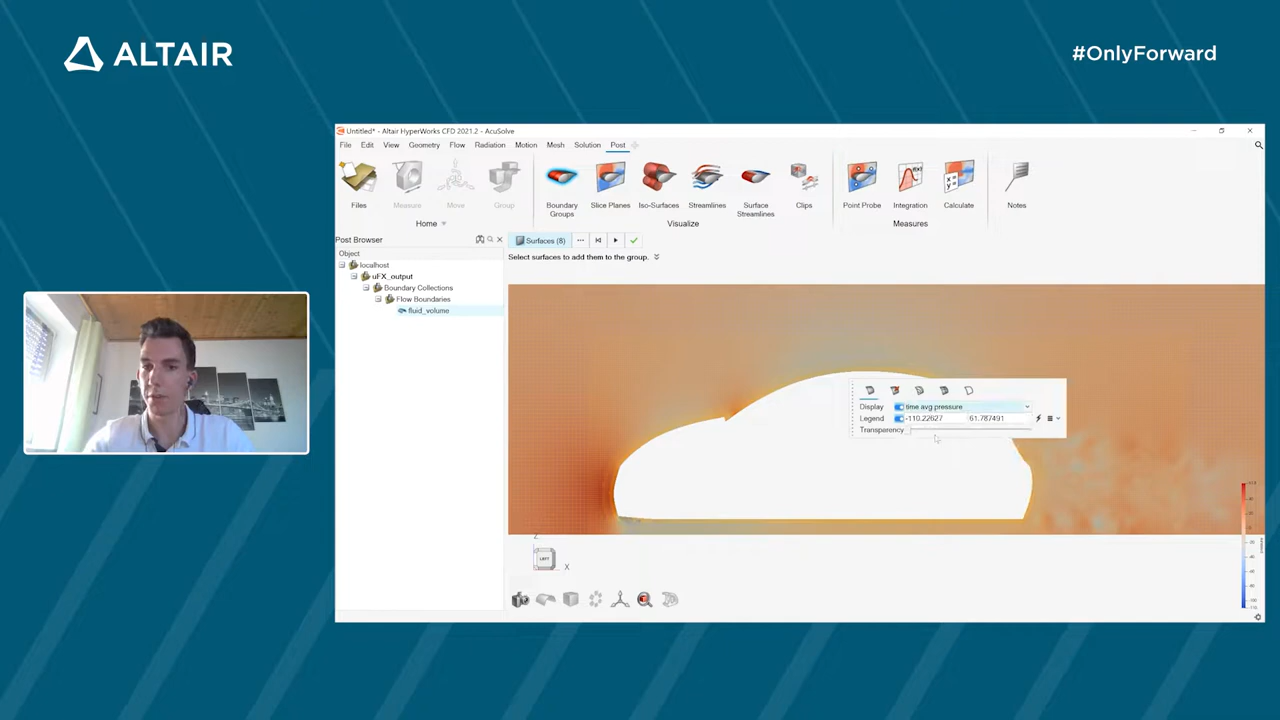 ALTAIR
#OnlyForward
Untitled* - Altair HyperWorks CFD 2021.2 - AcuSolve
File Edit View Geometry Flow Radiation Motion Mesh Solution Post
Files Measure Move Group Boundary Groups Slice Planes Iso-Surfaces Streamlines Surface Streamlines Clips Point Probe Integration Calculate Notes
Home Visualize Measures
Post Browser
Surfaces (8)
Object
Select surfaces to add them to the group.
localhost
uFX_output
Boundary Collections
Flow Boundaries
fluid_volume
Display time avg pressure
Legend -110.22627 61.787491
Transparency
Z
LEFT
X